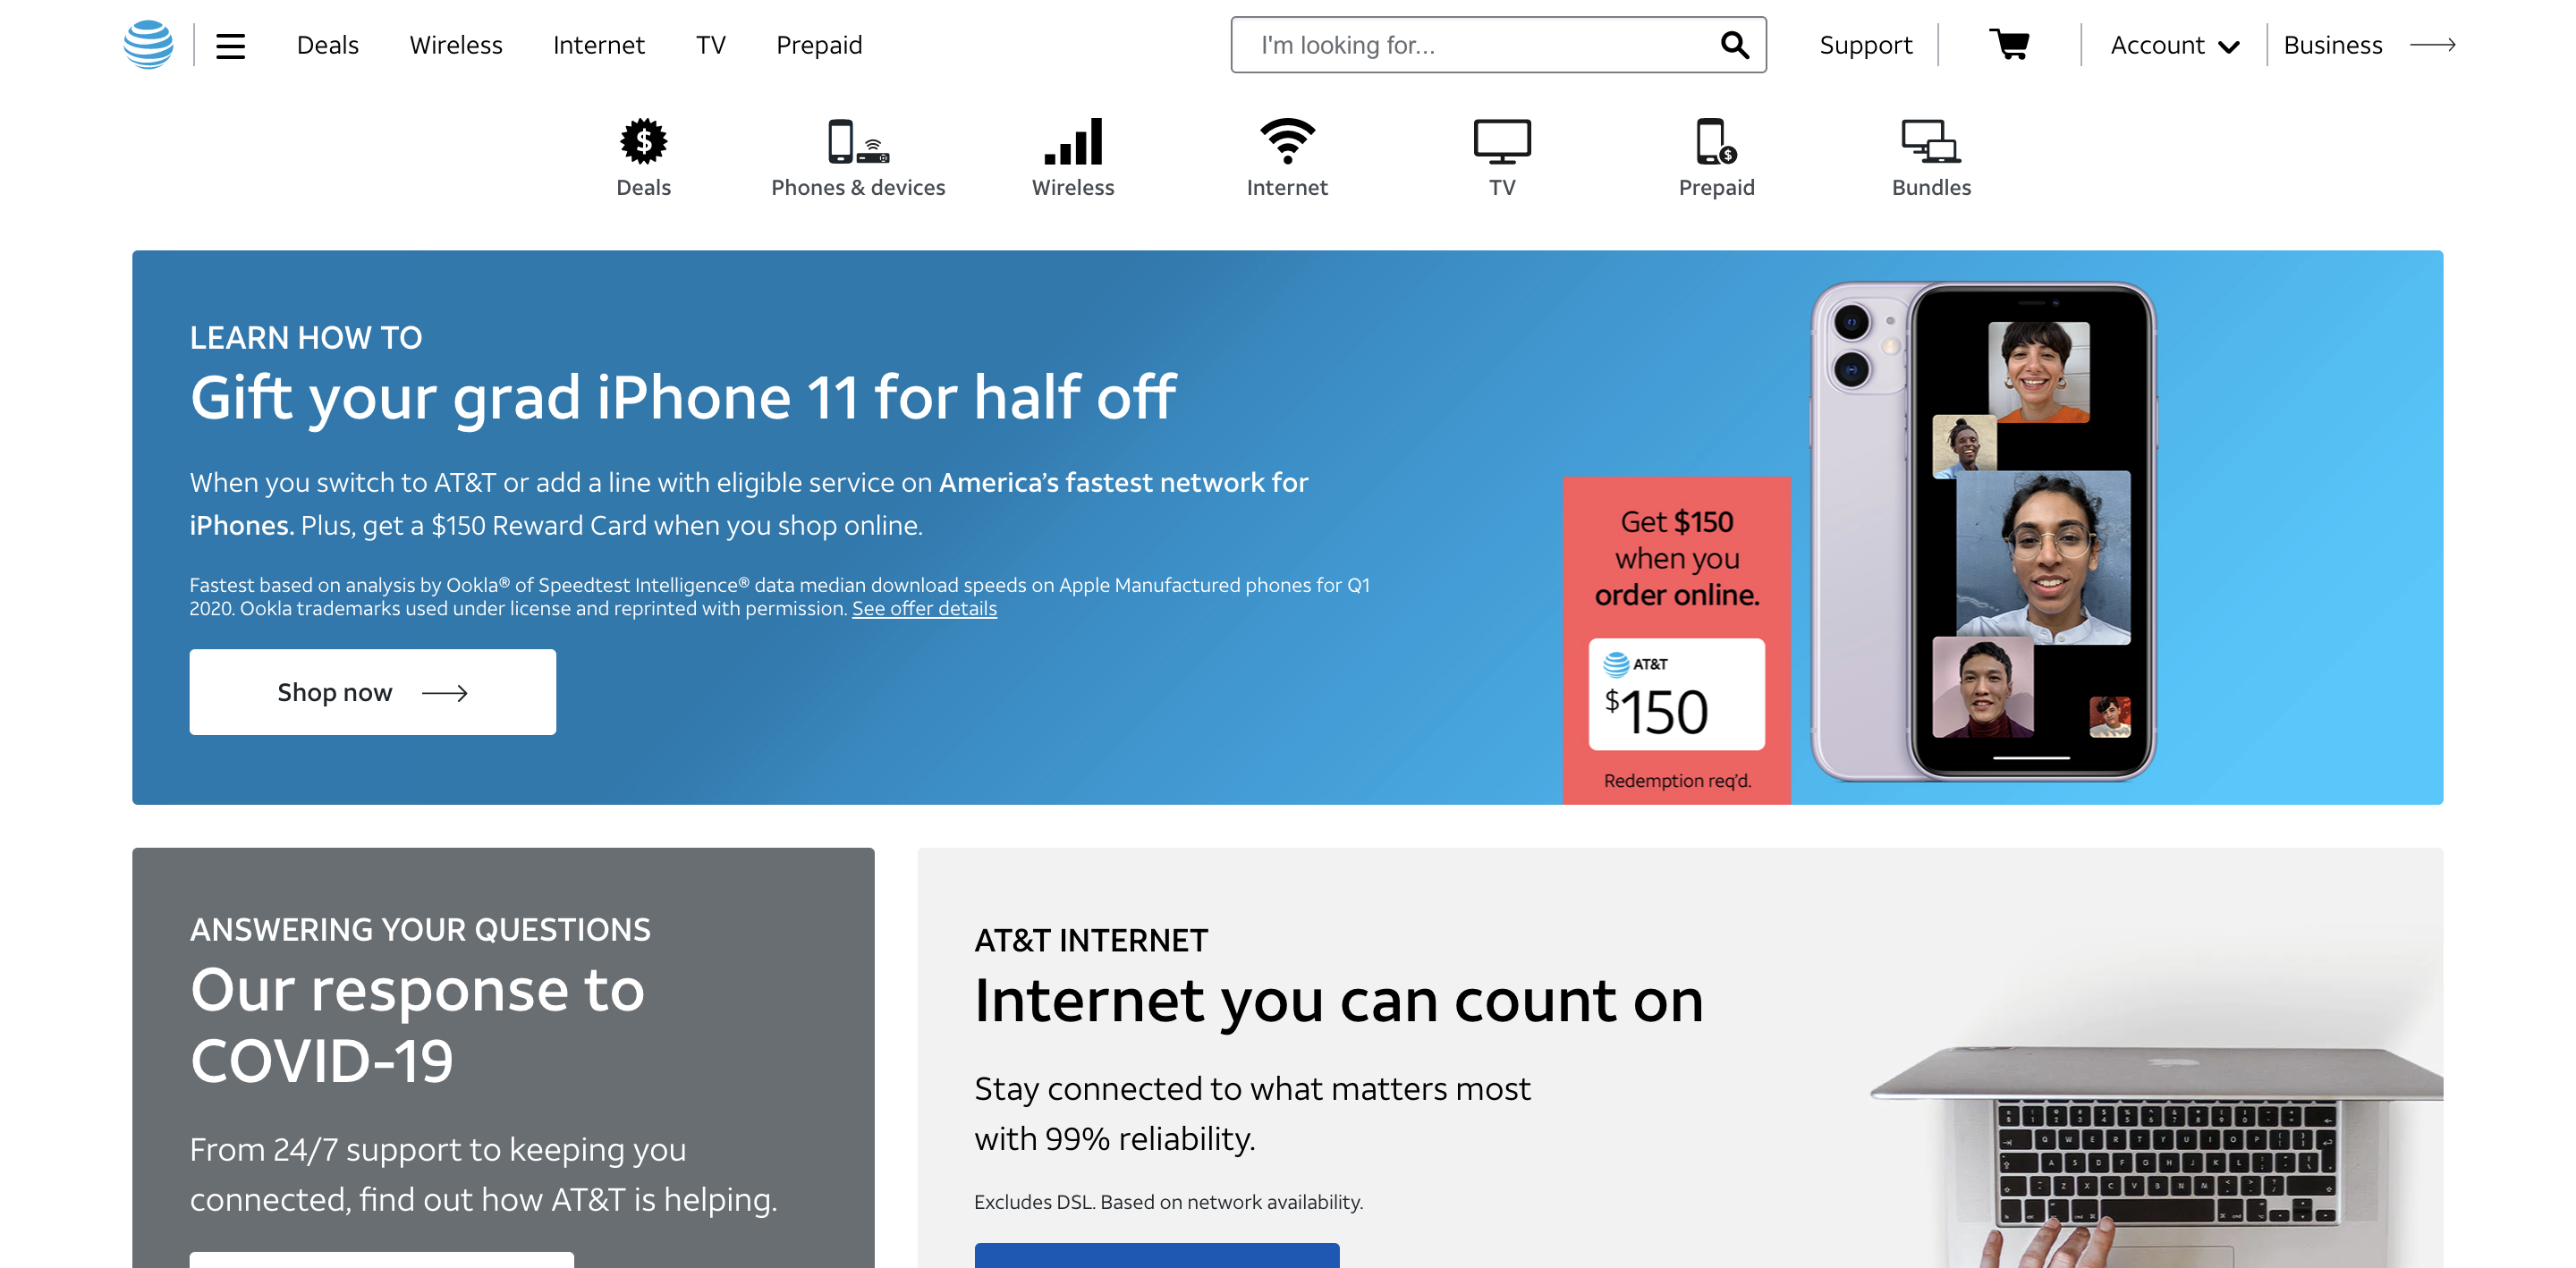 Deals Wireless Internet TV Prepaid I'm looking for... Support Account Business
Deals Phones & devices Wireless Internet TV Prepaid Bundles
LEARN HOW TO
Gift your grad iPhone 11 for half off
When you switch to AT&T or add a line with eligible service on America's fastest network for
iPhones. Plus, get a $150 Reward Card when you shop online.
Fastest based on analysis by Ookla® of Speedtest Intelligence® data median download speeds on Apple Manufactured phones for Q1
2020. Ookla trademarks used under license and reprinted with permission. See offer details
Shop now
Get $150
when you
order online.
AT&T
$150
Redemption req'd.
ANSWERING YOUR QUESTIONS
Our response to
COVID-19
From 24/7 support to keeping you
connected, find out how AT&T is helping.
AT&T INTERNET
Internet you can count on
Stay connected to what matters most
with 99% reliability.
Excludes DSL. Based on network availability.